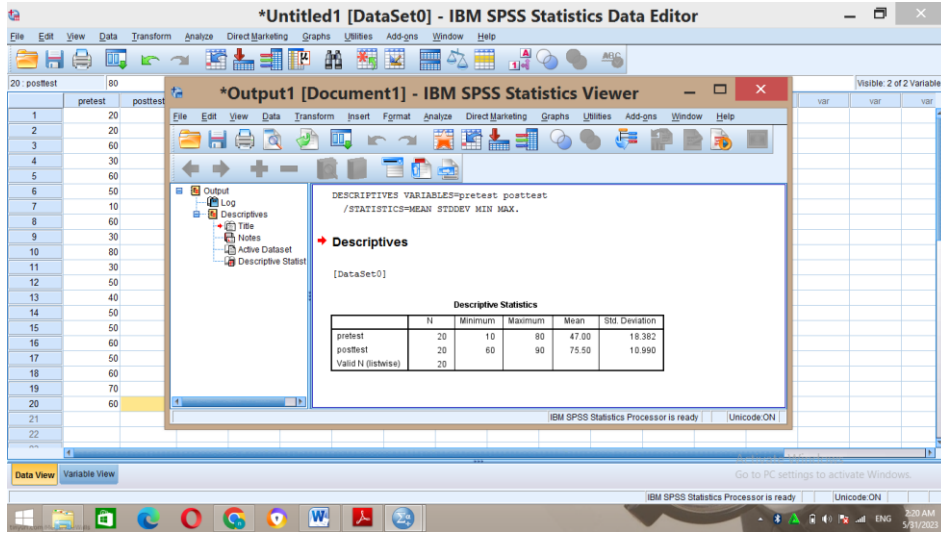 *Untitled1 [DataSet0] - IBM SPSS Statistics Data Editor
File Edit View Data Transform Analyze Direct Marketing Graphs Utilities Add-ons Window Help
20 : posttest 80 Visible: 2 of 2 Variable
pretest posttest var var var
1 20
2 20
3 60
4 30
5 60
6 50
7 10
8 60
9 30
10 80
11 30
12 50
13 40
14 50
15 50
16 60
17 50
18 60
19 70
20 60
21
22
*Output1 [Document1] - IBM SPSS Statistics Viewer
File Edit View Data Transform Insert Format Analyze Direct Marketing Graphs Utilities Add-ons Window Help
Output
Log
Descriptives
Title
Notes
Active Dataset
Descriptive Statist
DESCRIPTIVES VARIABLES=pretest posttest
/STATISTICS=MEAN STDDEV MIN MAX.
Descriptives
[DataSet0]
Descriptive Statistics
N Minimum Maximum Mean Std. Deviation
pretest 20 10 80 47.00 18.382
posttest 20 60 90 75.50 10.990
Valid N (listwise) 20
IBM SPSS Statistics Processor is ready Unicode:ON
Data View Variable View
Go to PC settings to activate Windows.
IBM SPSS Statistics Processor is ready Unicode:ON
ENG 2:20 AM
5/31/2023